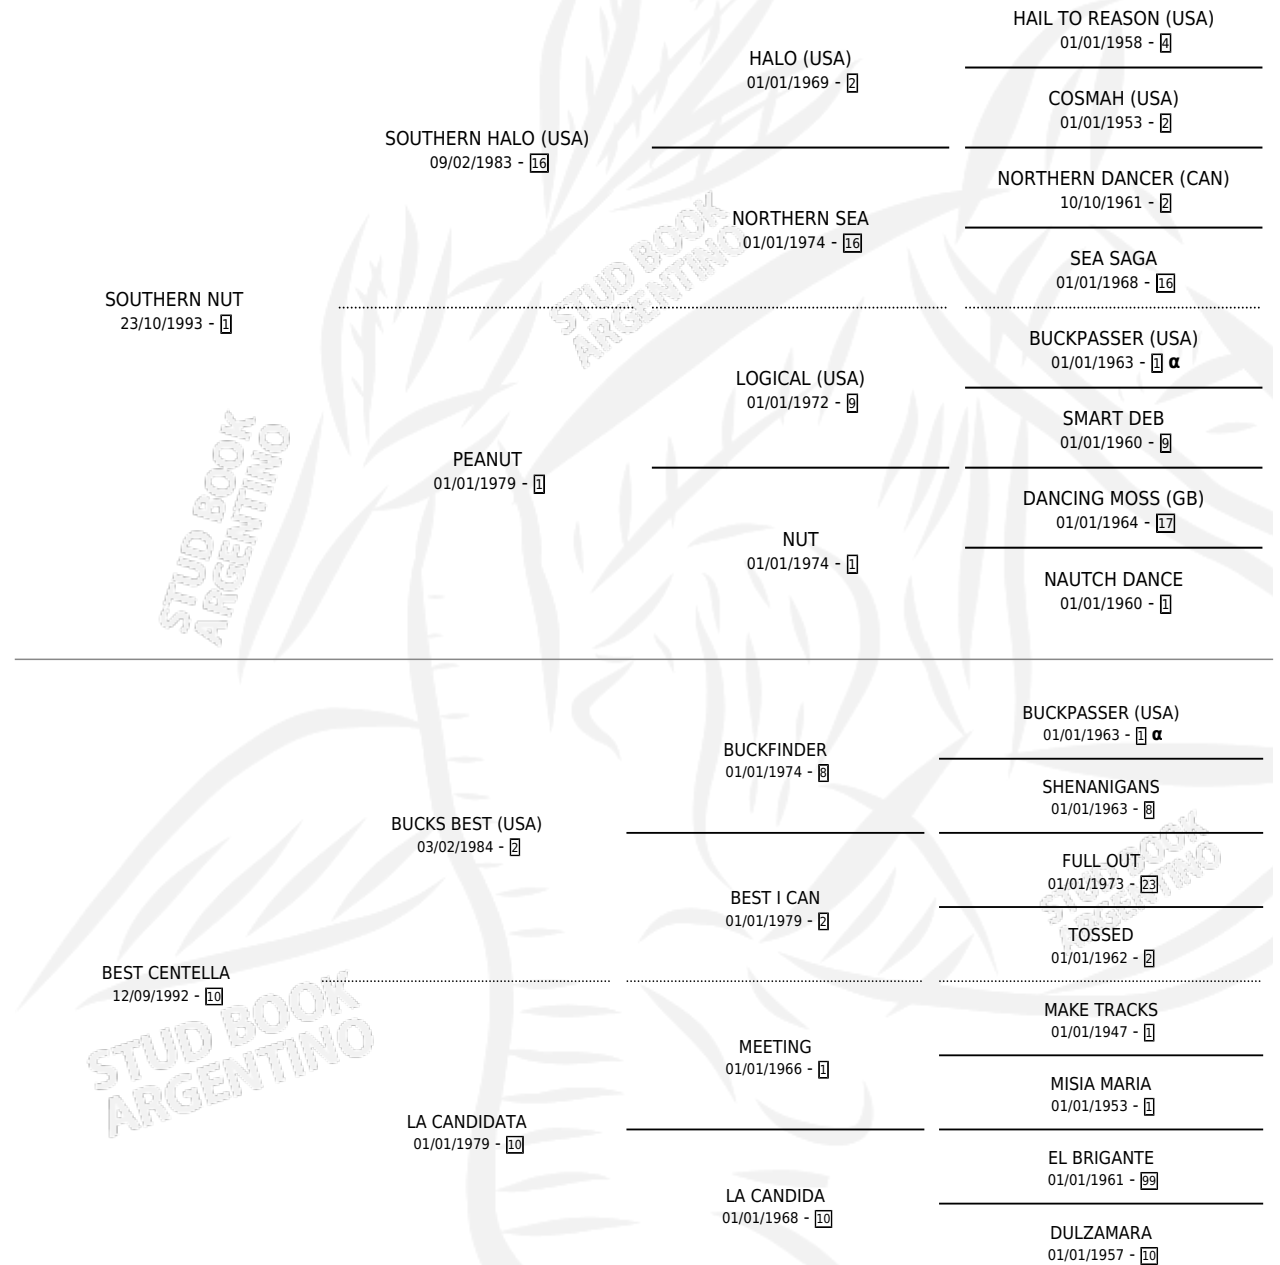 HAIL TO REASON (USA)
01/01/1958 - 4
HALO (USA)
01/01/1969 - 2
COSMAH (USA)
01/01/1953 - 2
SOUTHERN HALO (USA)
09/02/1983 - 16
NORTHERN DANCER (CAN)
10/10/1961 - 2
NORTHERN SEA
01/01/1974 - 16
SEA SAGA
01/01/1968 - 16
STUD BOOK
ARGENTINO
SOUTHERN NUT
23/10/1993 - 1
BUCKPASSER (USA)
01/01/1963 - 1 α
LOGICAL (USA)
01/01/1972 - 9
SMART DEB
01/01/1960 - 9
PEANUT
01/01/1979 - 1
DANCING MOSS (GB)
01/01/1964 - 17
NUT
01/01/1974 - 1
NAUTCH DANCE
01/01/1960 - 1
STUD BOOK
ARGENTINO
BUCKPASSER (USA)
01/01/1963 - 1 α
BUCKFINDER
01/01/1974 - 8
SHENANIGANS
01/01/1963 - 8
BUCKS BEST (USA)
03/02/1984 - 2
FULL OUT
01/01/1973 - 23
BEST I CAN
01/01/1979 - 2
TOSSED
01/01/1962 - 2
STUD BOOK
ARGENTINO
BEST CENTELLA
12/09/1992 - 10
MAKE TRACKS
01/01/1947 - 1
MEETING
01/01/1966 - 1
MISIA MARIA
01/01/1953 - 1
STUD BOOK
ARGENTINO
LA CANDIDATA
01/01/1979 - 10
EL BRIGANTE
01/01/1961 - 99
LA CANDIDA
01/01/1968 - 10
DULZAMARA
01/01/1957 - 10